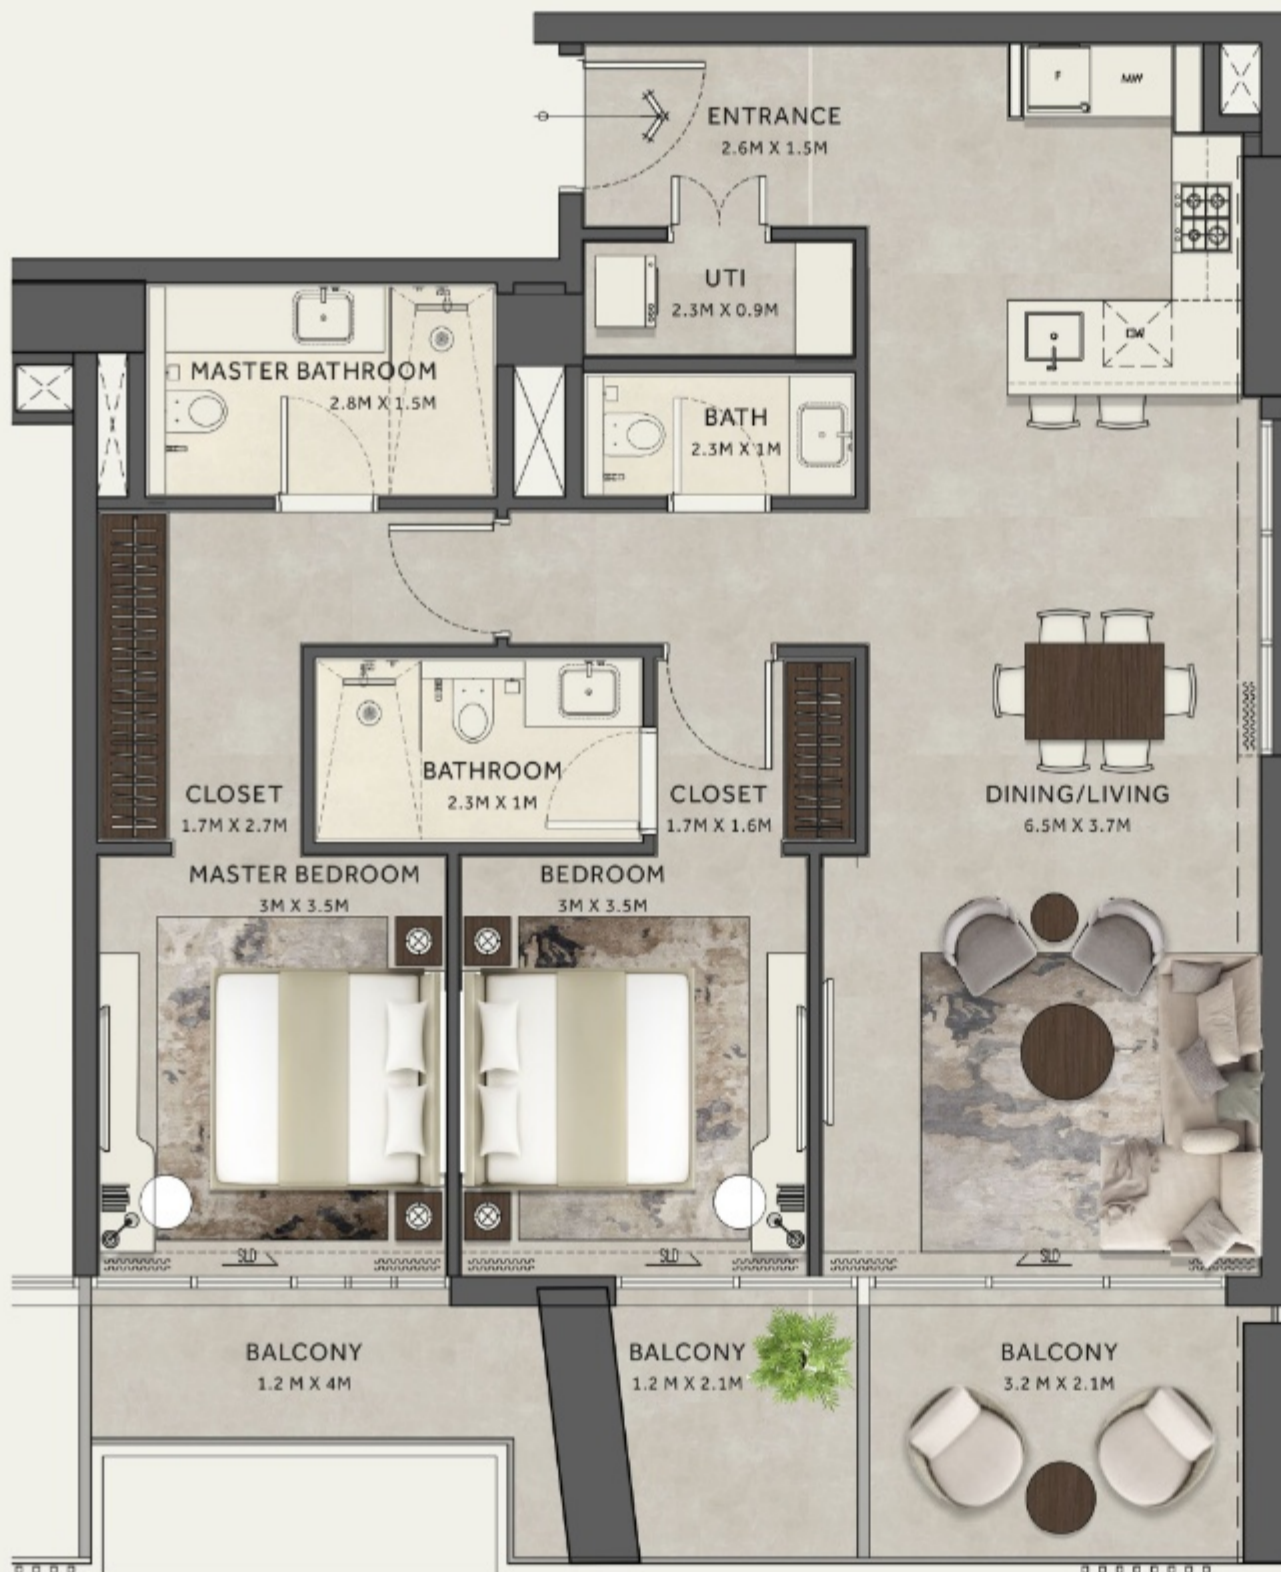 F
MW
ENTRANCE
2.6M X 1.5M
UTI
2.3M X 0.9M
DW
MASTER BATHROOM
2.8M X 1.5M
BATH
2.3M X 1M
BATHROOM
2.3M X 1M
CLOSET
1.7M X 2.7M
CLOSET
1.7M X 1.6M
DINING/LIVING
6.5M X 3.7M
MASTER BEDROOM
3M X 3.5M
BEDROOM
3M X 3.5M
SLD
SLD
SLD
BALCONY
1.2 M X 4M
BALCONY
1.2 M X 2.1M
BALCONY
3.2 M X 2.1M